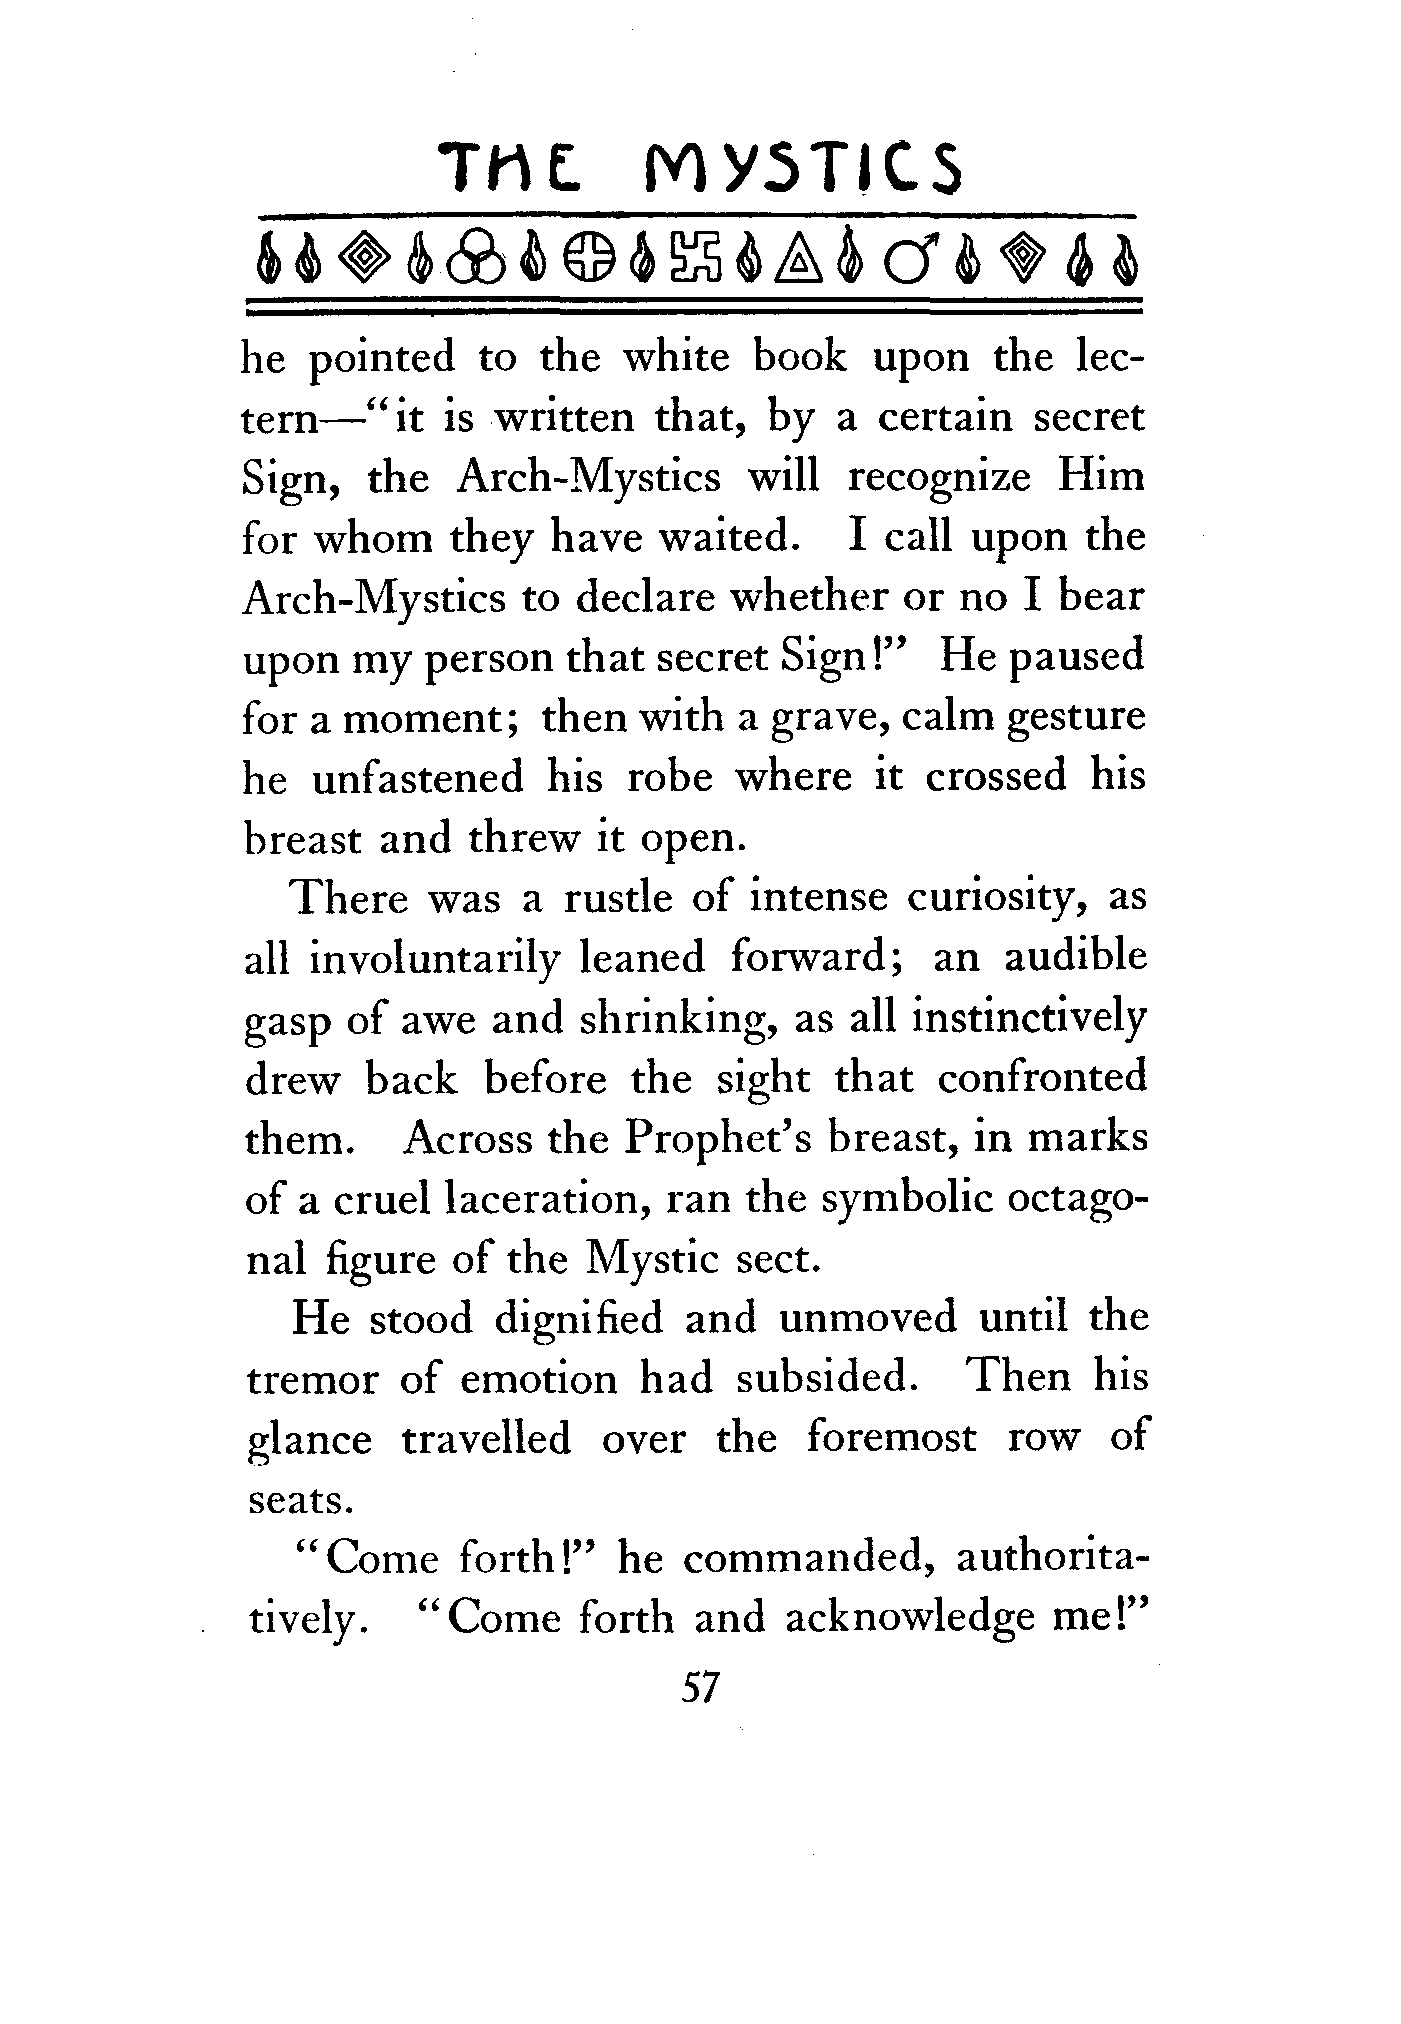 THE MYSTICS
he pointed to the white book upon the lec-
tern—"it is written that, by a certain secret
Sign, the Arch-Mystics will recognize Him
for whom they have waited. I call upon the
Arch-Mystics to declare whether or no I bear
upon my person that secret Sign!" He paused
for a moment; then with a grave, calm gesture
he unfastened his robe where it crossed his
breast and threw it open.
There was a rustle of intense curiosity, as
all involuntarily leaned forward; an audible
gasp of awe and shrinking, as all instinctively
drew back before the sight that confronted
them. Across the Prophet's breast, in marks
of a cruel laceration, ran the symbolic octago-
nal figure of the Mystic sect.
He stood dignified and unmoved until the
tremor of emotion had subsided. Then his
glance travelled over the foremost row of
seats.
"Come forth!" he commanded, authorita-
tively. "Come forth and acknowledge me!"
57